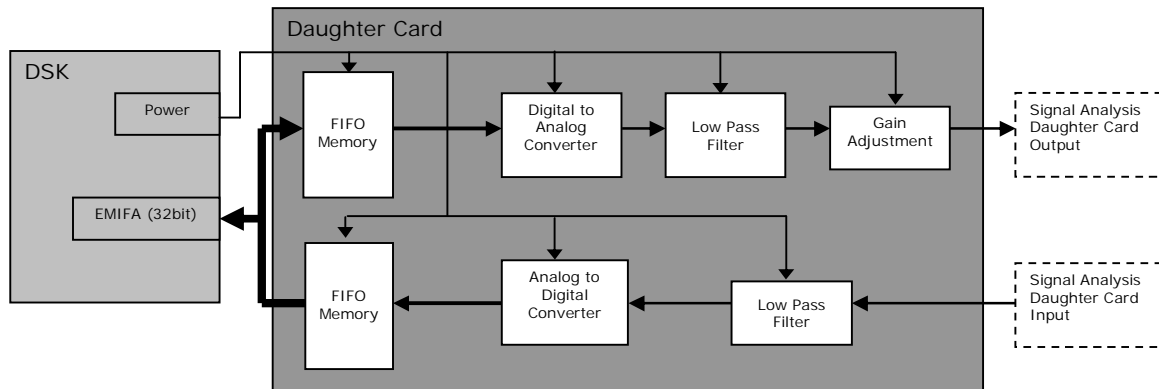 Daughter Card
DSK
Power
EMIFA (32bit)
FIFO
Memory
Digital to
Analog
Converter
Low Pass
Filter
Gain
Adjustment
Signal Analysis
Daughter Card
Output
FIFO
Memory
Analog to
Digital
Converter
Low Pass
Filter
Signal Analysis
Daughter Card
Input